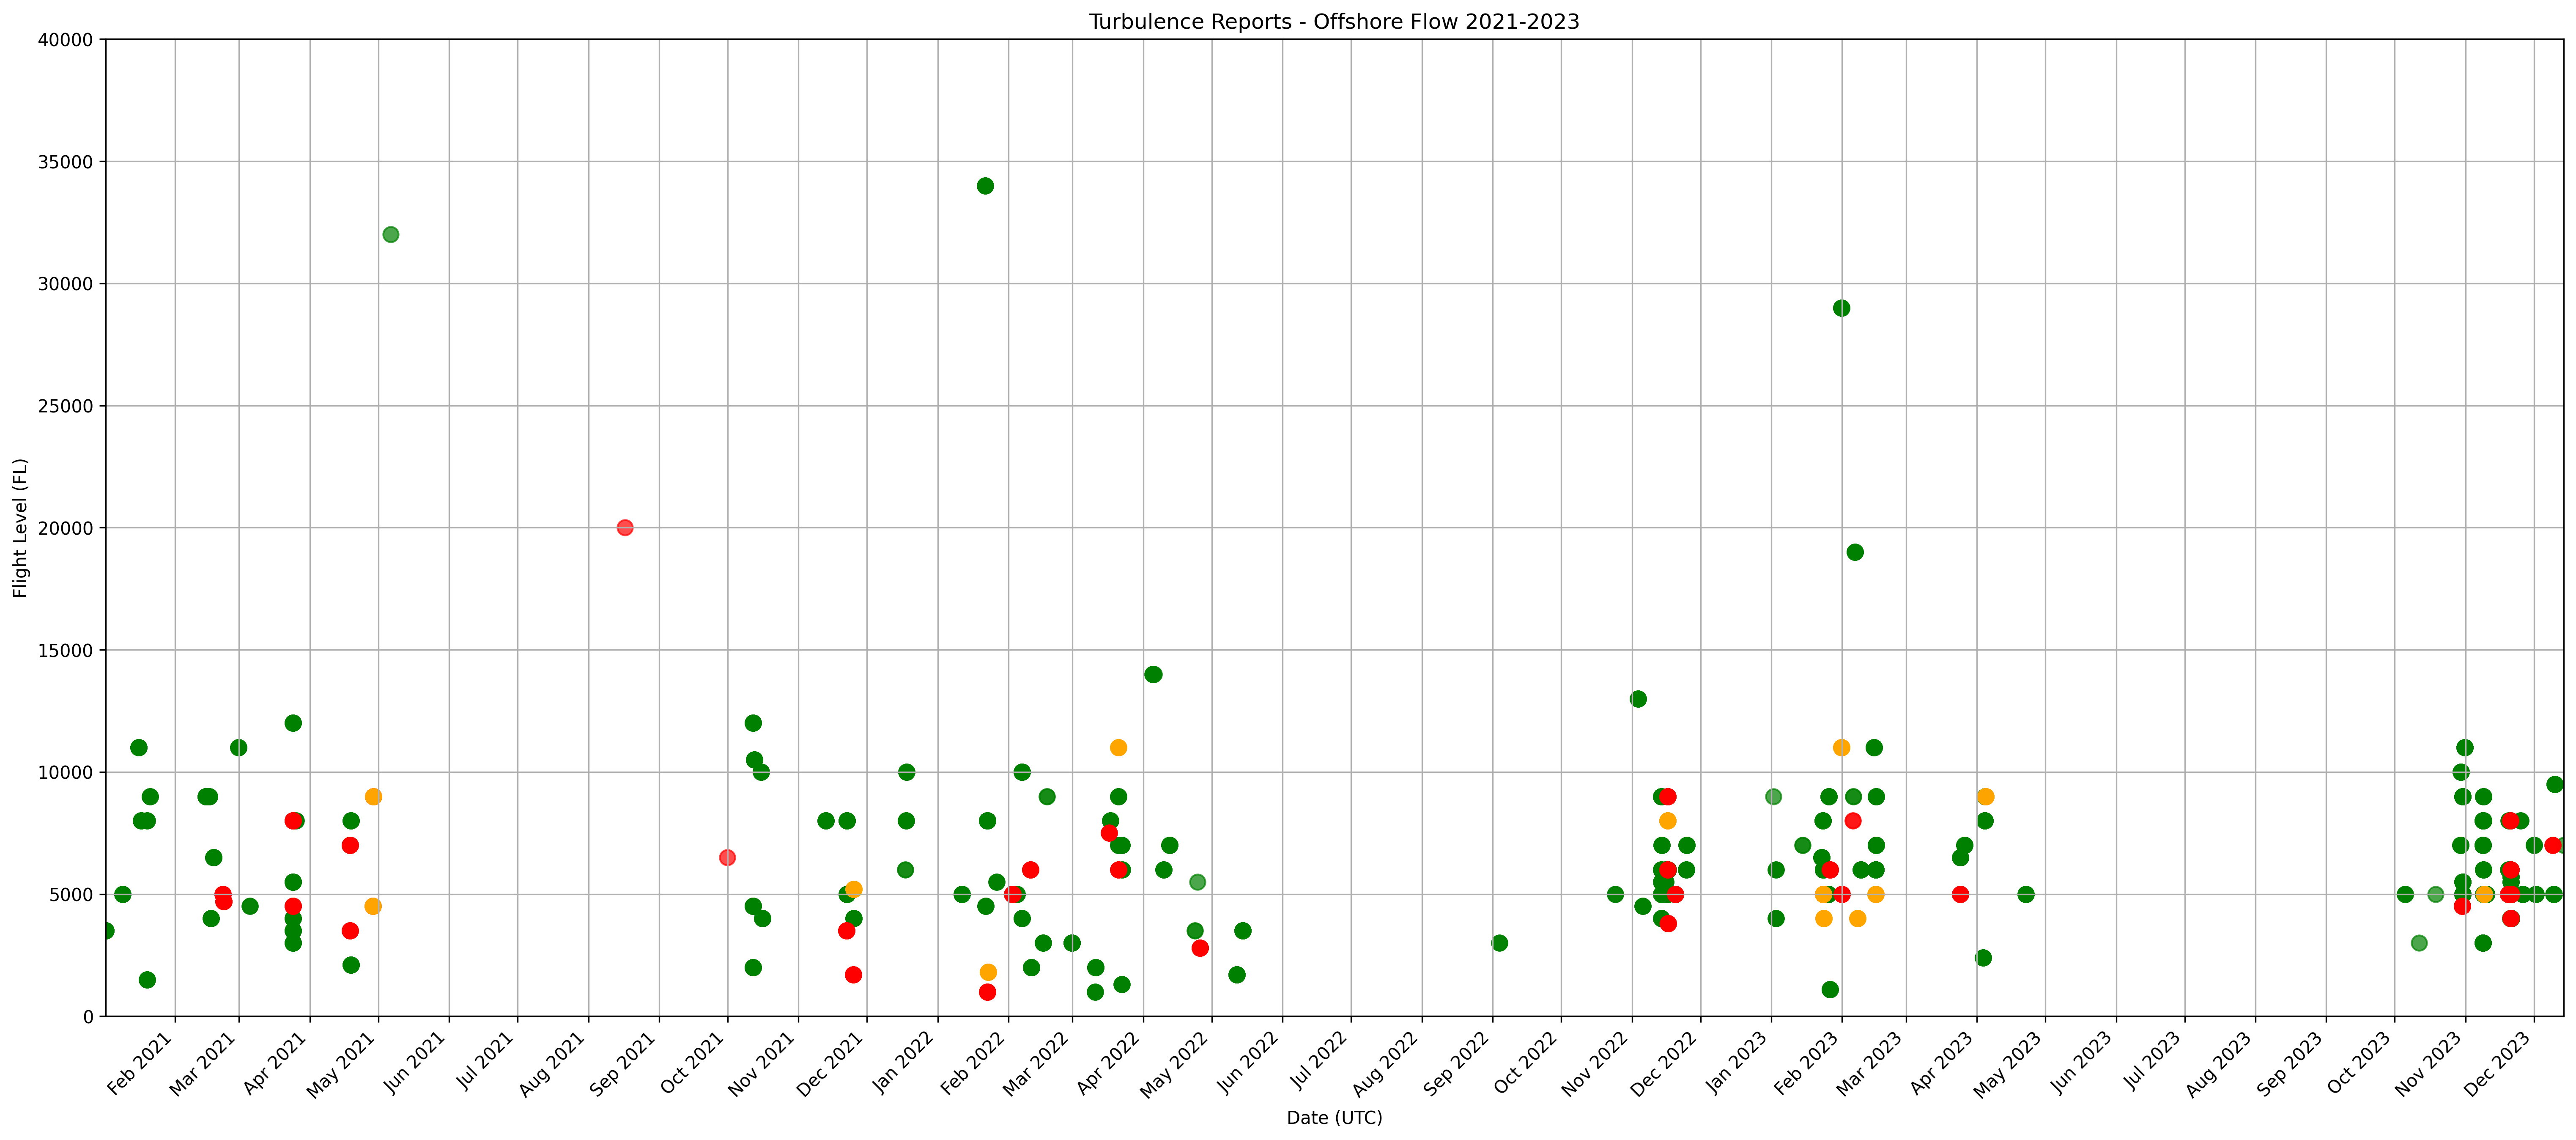 Turbulence Reports - Offshore Flow 2021-2023
40000
35000
30000
25000
20000
15000
10000
5000
0
Flight Level (FL)
Feb 2021
Mar 2021
Apr 2021
May 2021
Jun 2021
Jul 2021
Aug 2021
Sep 2021
Oct 2021
Nov 2021
Dec 2021
Jan 2022
Feb 2022
Mar 2022
Apr 2022
May 2022
Jun 2022
Jul 2022
Aug 2022
Sep 2022
Oct 2022
Nov 2022
Dec 2022
Jan 2023
Feb 2023
Mar 2023
Apr 2023
May 2023
Jun 2023
Jul 2023
Aug 2023
Sep 2023
Oct 2023
Nov 2023
Dec 2023
Date (UTC)